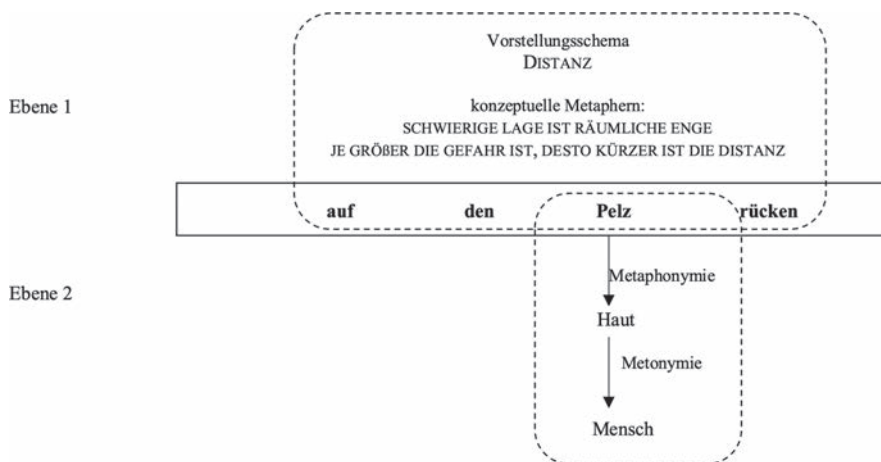 Vorstellungsschema
DISTANZ
Ebene 1
konzeptuelle Metaphern:
SCHWIERIGE LAGE IST RÄUMLICHE ENGE
JE GRÖßER DIE GEFAHR IST, DESTO KÜRZER IST DIE DISTANZ
auf den Pelz rücken
Metaphonymie
Ebene 2
Haut
Metonymie
Mensch